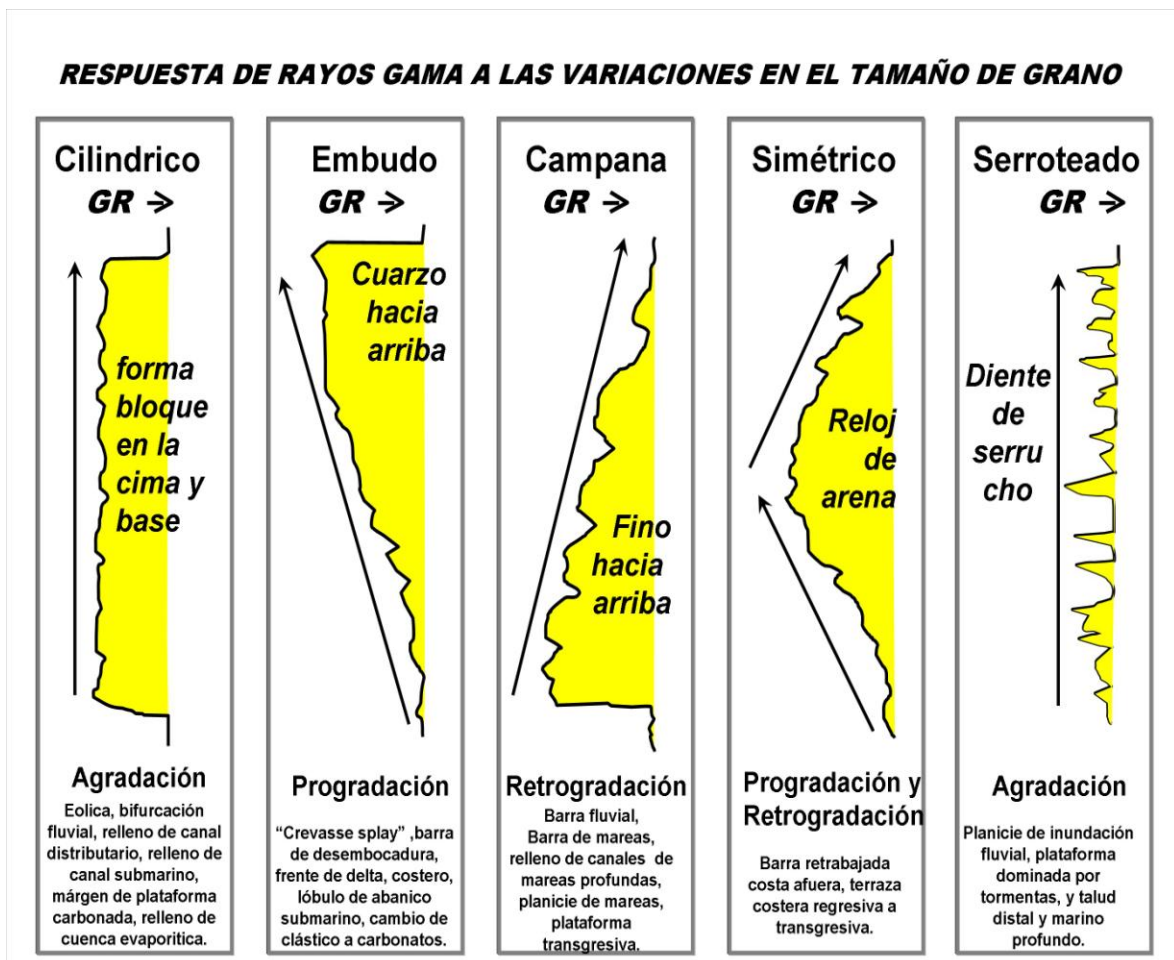 RESPUESTA DE RAYOS GAMA A LAS VARIACIONES EN EL TAMAÑO DE GRANO
Cilindrico
GR →
forma
bloque
en la
cima y
base
Agradación
Eolica, bifurcación
fluvial, relleno de canal
distributario, relleno de
canal submarino,
márgen de plataforma
carbonada, relleno de
cuenca evaporitica.
Embudo
GR →
Cuarzo
hacia
arriba
Progradación
“Crevasse splay” ,barra
de desembocadura,
frente de delta, costero,
lóbulo de abanico
submarino, cambio de
clástico a carbonatos.
Campana
GR →
Fino
hacia
arriba
Retrogradación
Barra fluvial,
Barra de mareas,
relleno de canales de
mareas profundas,
planicie de mareas,
plataforma
transgresiva.
Simétrico
GR →
Reloj
de
arena
Progradación y
Retrogradación
Barra retrabajada
costa afuera, terraza
costera regresiva a
transgresiva.
Serroteado
GR →
Diente
de
serru
cho
Agradación
Planicie de inundación
fluvial, plataforma
dominada por
tormentas, y talud
distal y marino
profundo.